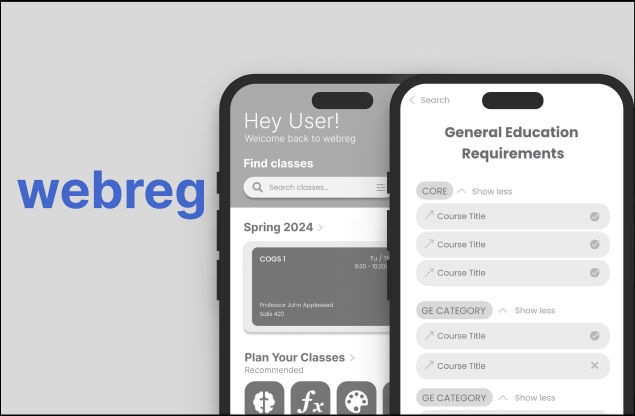 webreg
Hey User!
Welcome back to webreg
Find classes
Search classes...
Spring 2024
COGS 1
Tu / T
9:30 - 10:20
Professor John Appleseed
Solis 420
Plan Your Classes
Recommended
fx
Search
General Education
Requirements
CORE Show less
Course Title
Course Title
Course Title
GE CATEGORY Show less
Course Title
Course Title
GE CATEGORY Show less